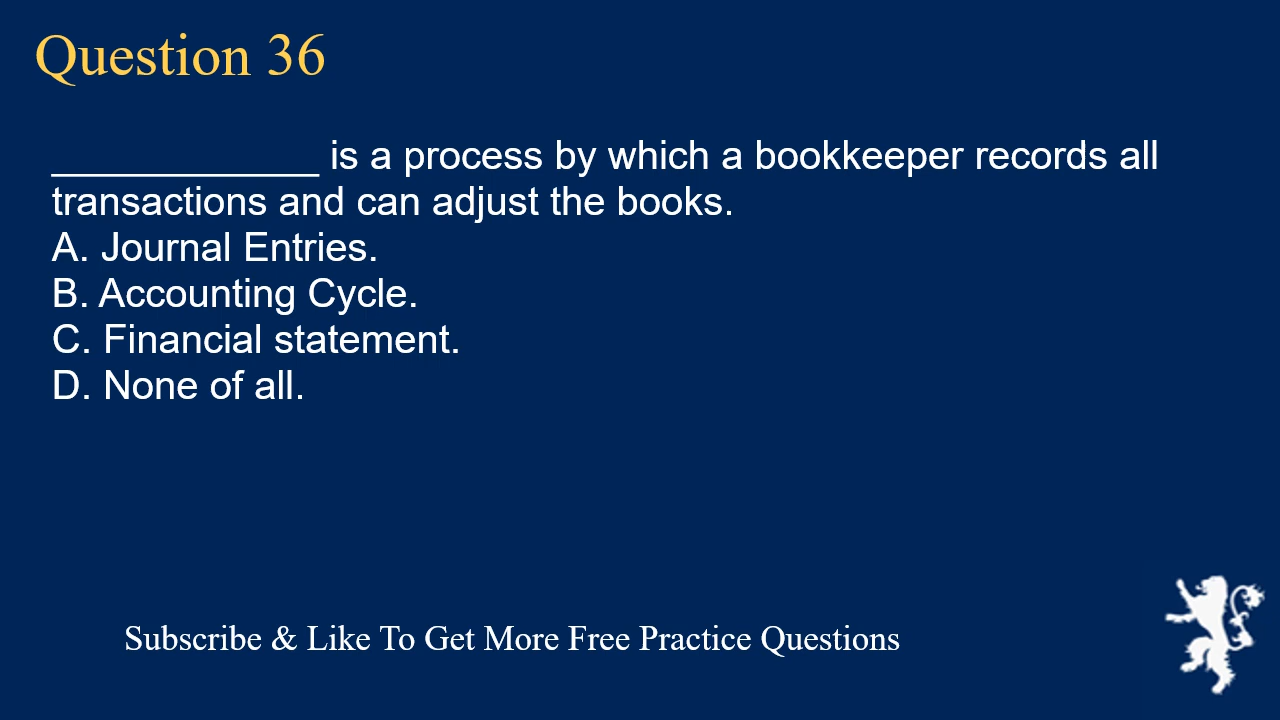 Question 36
____________ is a process by which a bookkeeper records all
transactions and can adjust the books.
A. Journal Entries.
B. Accounting Cycle.
C. Financial statement.
D. None of all.
Subscribe & Like To Get More Free Practice Questions